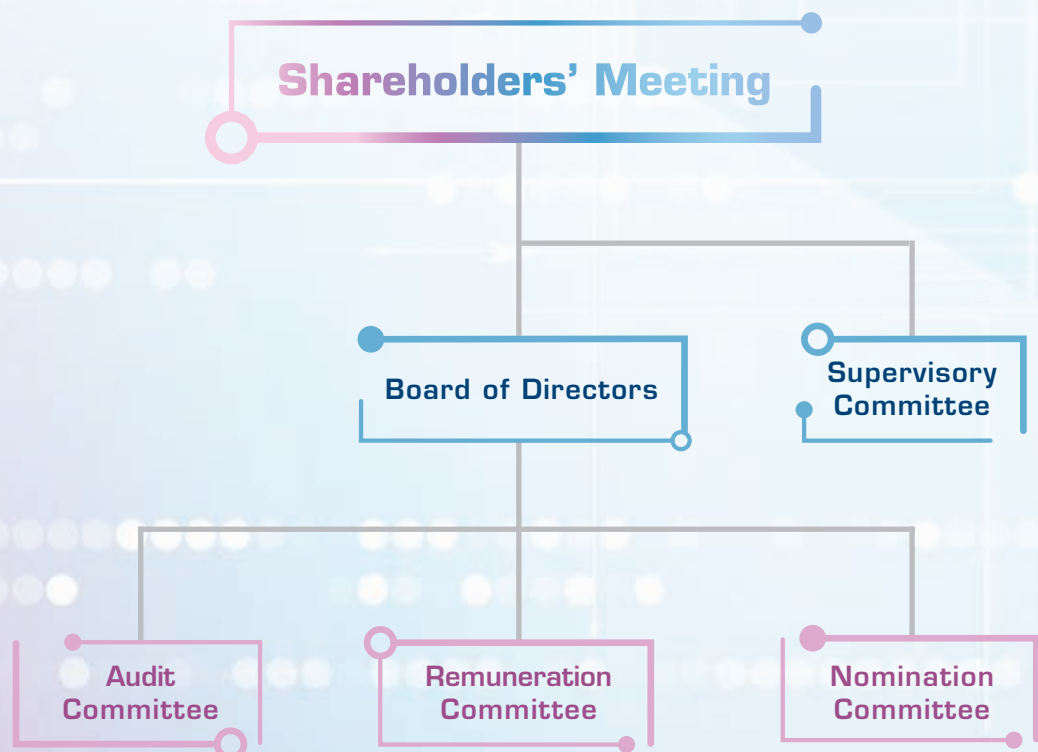 Shareholders’ Meeting
Board of Directors
Supervisory
Committee
Audit
Committee
Remuneration
Committee
Nomination
Committee